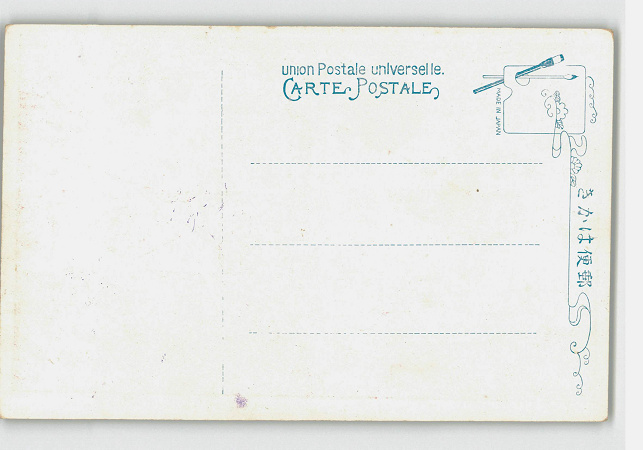 union Postale universelle.
CARTE POSTALE
MADE IN JAPAN
きかは便郵